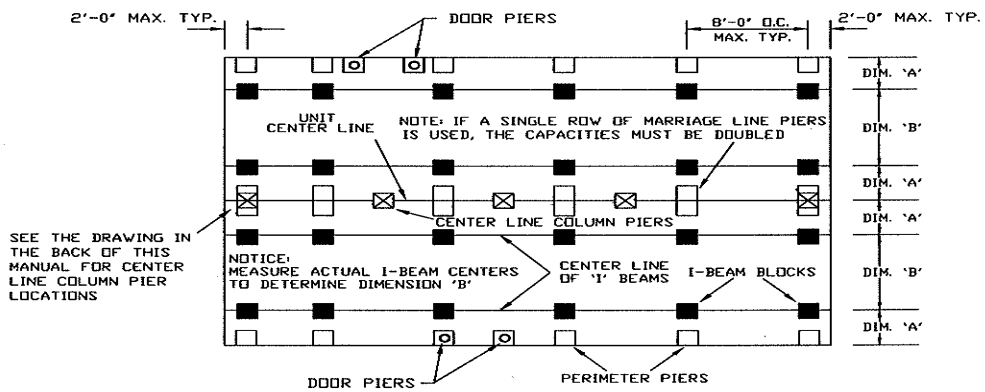 2'-0" MAX. TYP.
DOOR PIERS
8'-0" O.C.
MAX. TYP.
2'-0" MAX. TYP.
DIM. 'A'
DIM. 'B'
UNIT
CENTER LINE
NOTE: IF A SINGLE ROW OF MARRIAGE LINE PIERS
IS USED, THE CAPACITIES MUST BE DOUBLED
DIM. 'A'
CENTER LINE COLUMN PIERS
DIM. 'A'
SEE THE DRAWING IN
THE BACK OF THIS
MANUAL FOR CENTER
LINE COLUMN PIER
LOCATIONS
NOTICE:
MEASURE ACTUAL I-BEAM CENTERS
TO DETERMINE DIMENSION 'B'
CENTER LINE
OF 'I' BEAMS
I-BEAM BLOCKS
DIM. 'B'
DIM. 'A'
DOOR PIERS
PERIMETER PIERS